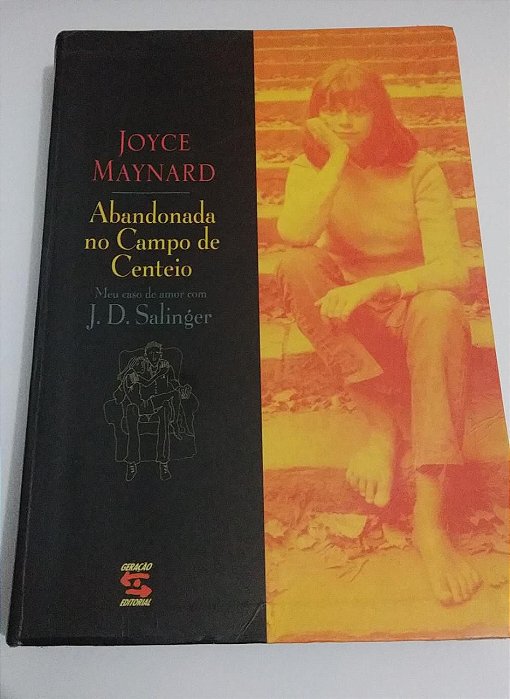 JOYCE
MAYNARD
Abandonada
no Campo de
Centeio
Meu caso de amor com
J. D. Salinger
GERAÇÃO
EDITORIAL